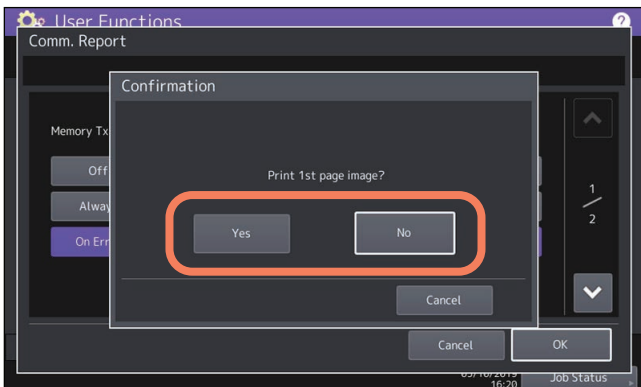 User Functions
?
Comm. Report
Confirmation
Memory Tx
Print 1st page image?
Off
Alway
On Err
Yes
No
1
2
Cancel
Cancel
OK
16:20
Job Status